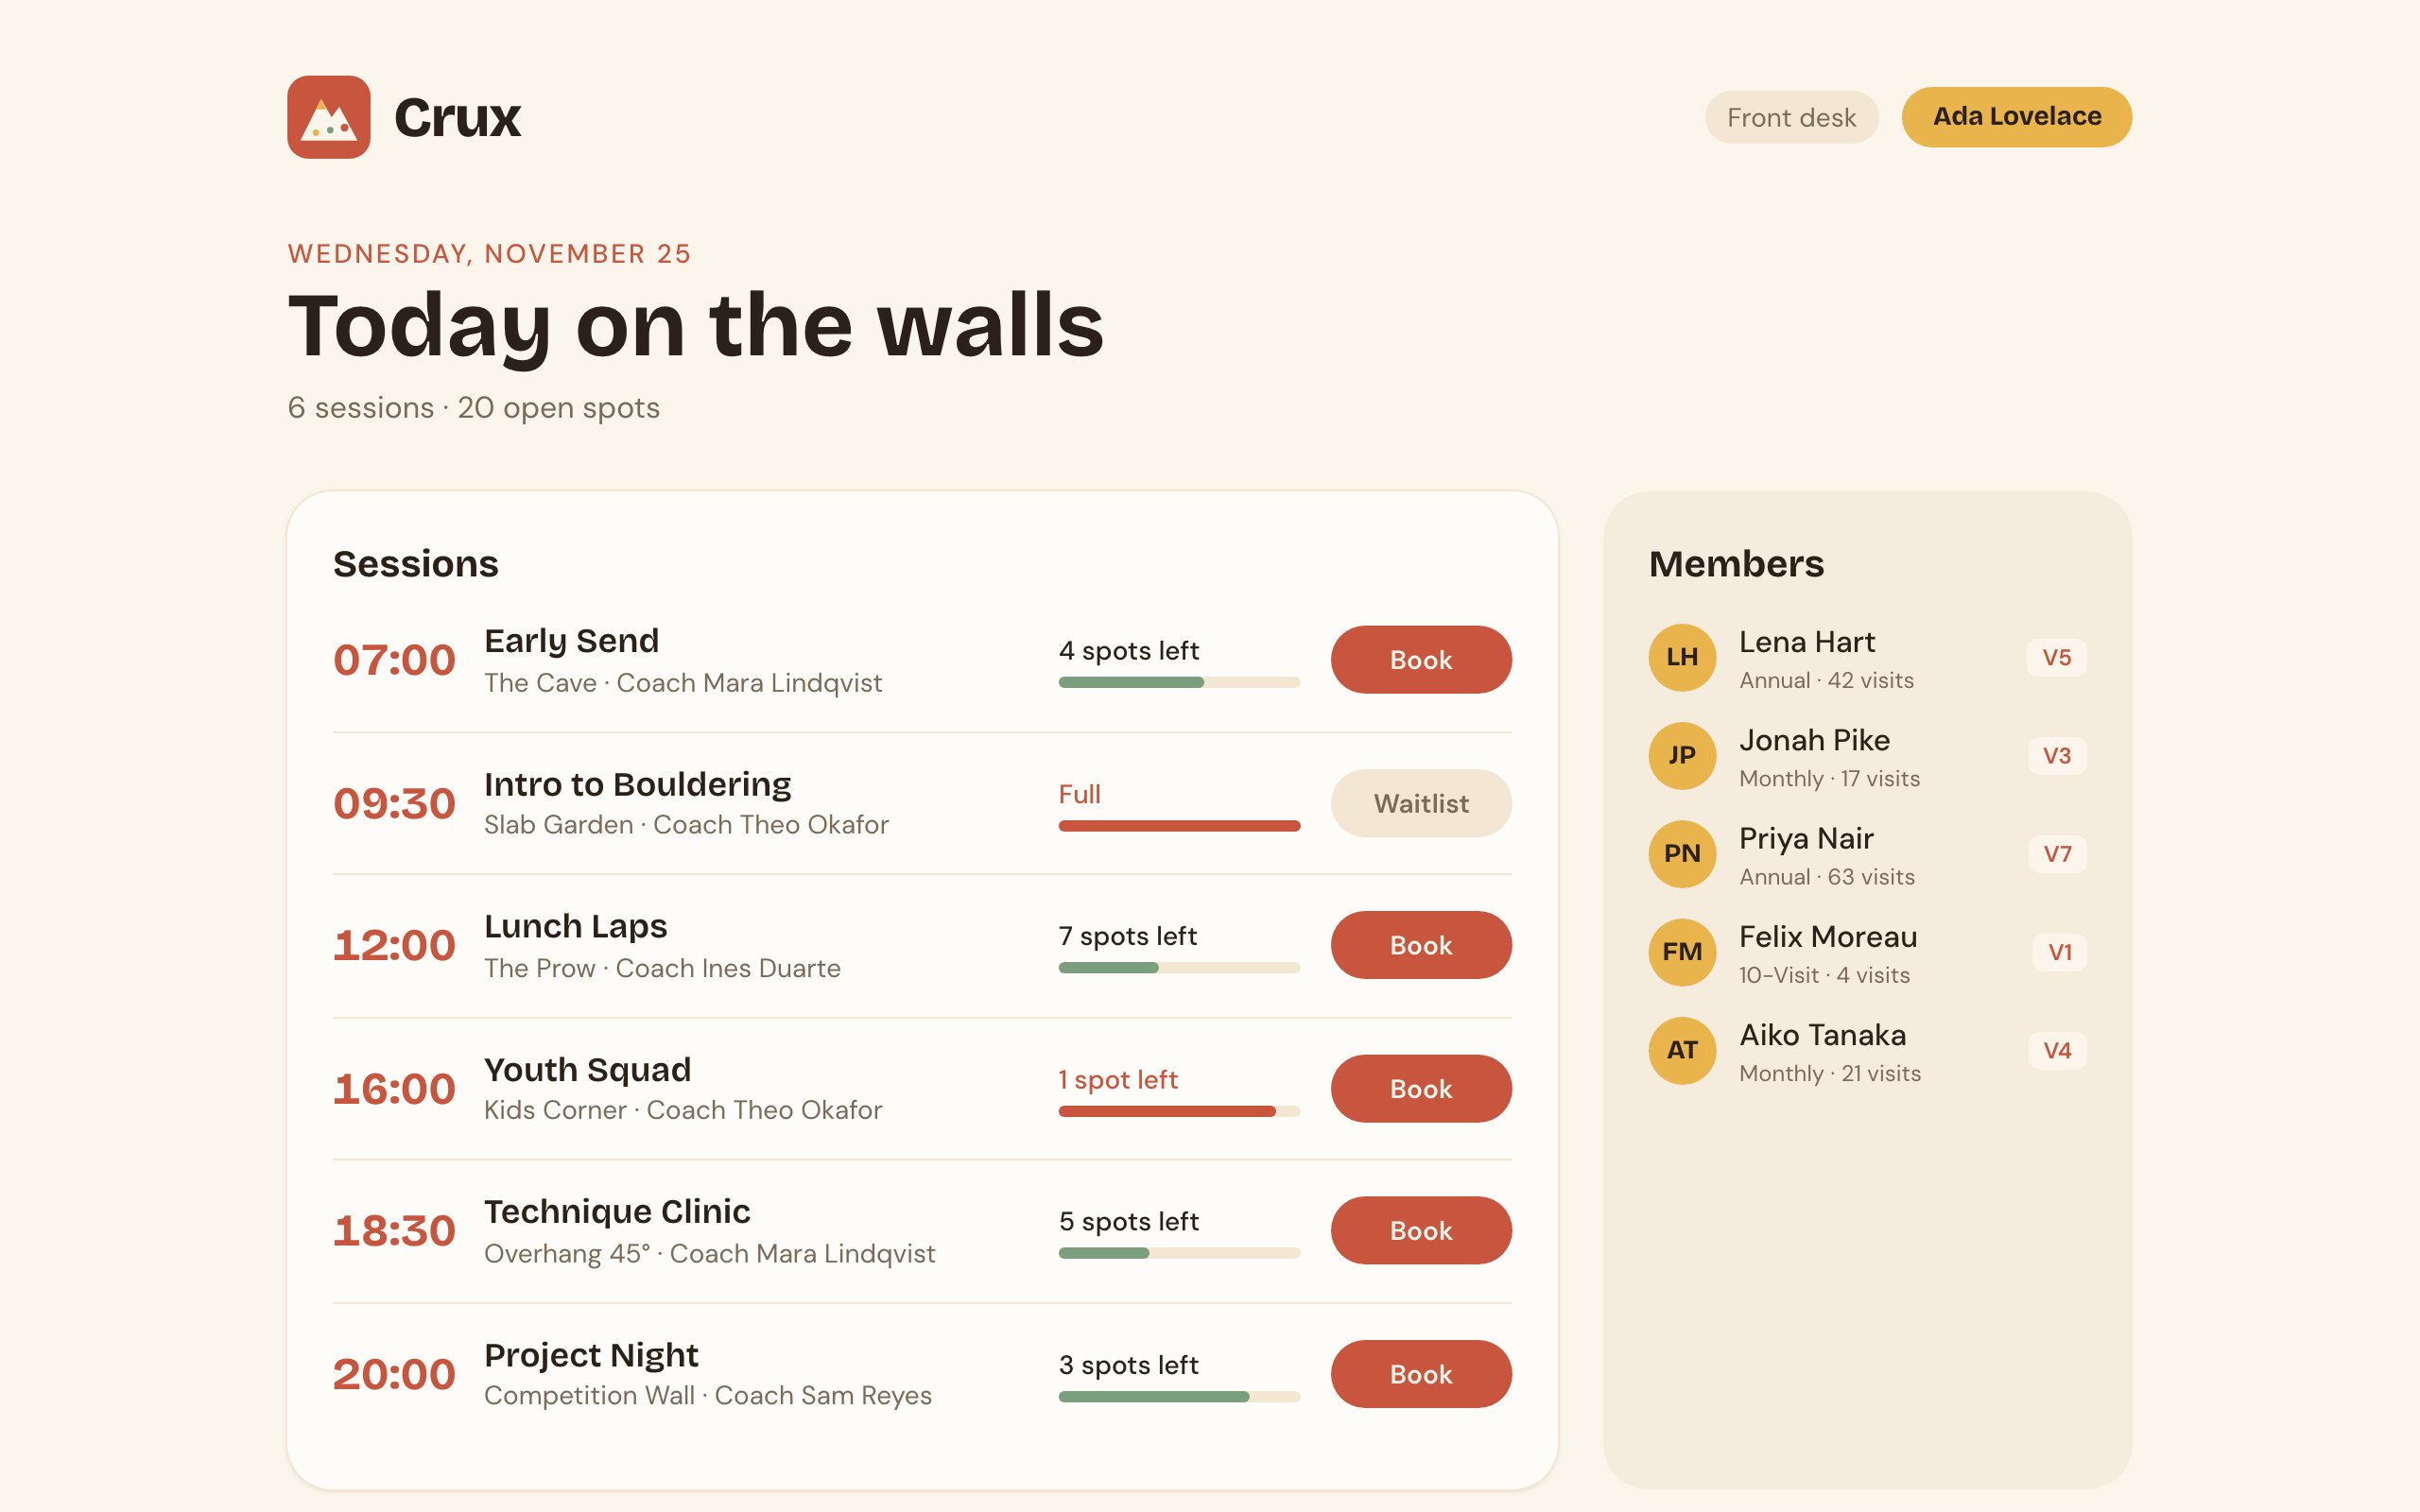 Crux
Front desk
Ada Lovelace
WEDNESDAY, NOVEMBER 25
Today on the walls
6 sessions · 20 open spots
Sessions
07:00
Early Send
The Cave · Coach Mara Lindqvist
4 spots left
Book
09:30
Intro to Bouldering
Slab Garden · Coach Theo Okafor
Full
Waitlist
12:00
Lunch Laps
The Prow · Coach Ines Duarte
7 spots left
Book
16:00
Youth Squad
Kids Corner · Coach Theo Okafor
1 spot left
Book
18:30
Technique Clinic
Overhang 45° · Coach Mara Lindqvist
5 spots left
Book
20:00
Project Night
Competition Wall · Coach Sam Reyes
3 spots left
Book
Members
LH
Lena Hart
Annual · 42 visits
V5
JP
Jonah Pike
Monthly · 17 visits
V3
PN
Priya Nair
Annual · 63 visits
V7
FM
Felix Moreau
10-Visit · 4 visits
V1
AT
Aiko Tanaka
Monthly · 21 visits
V4